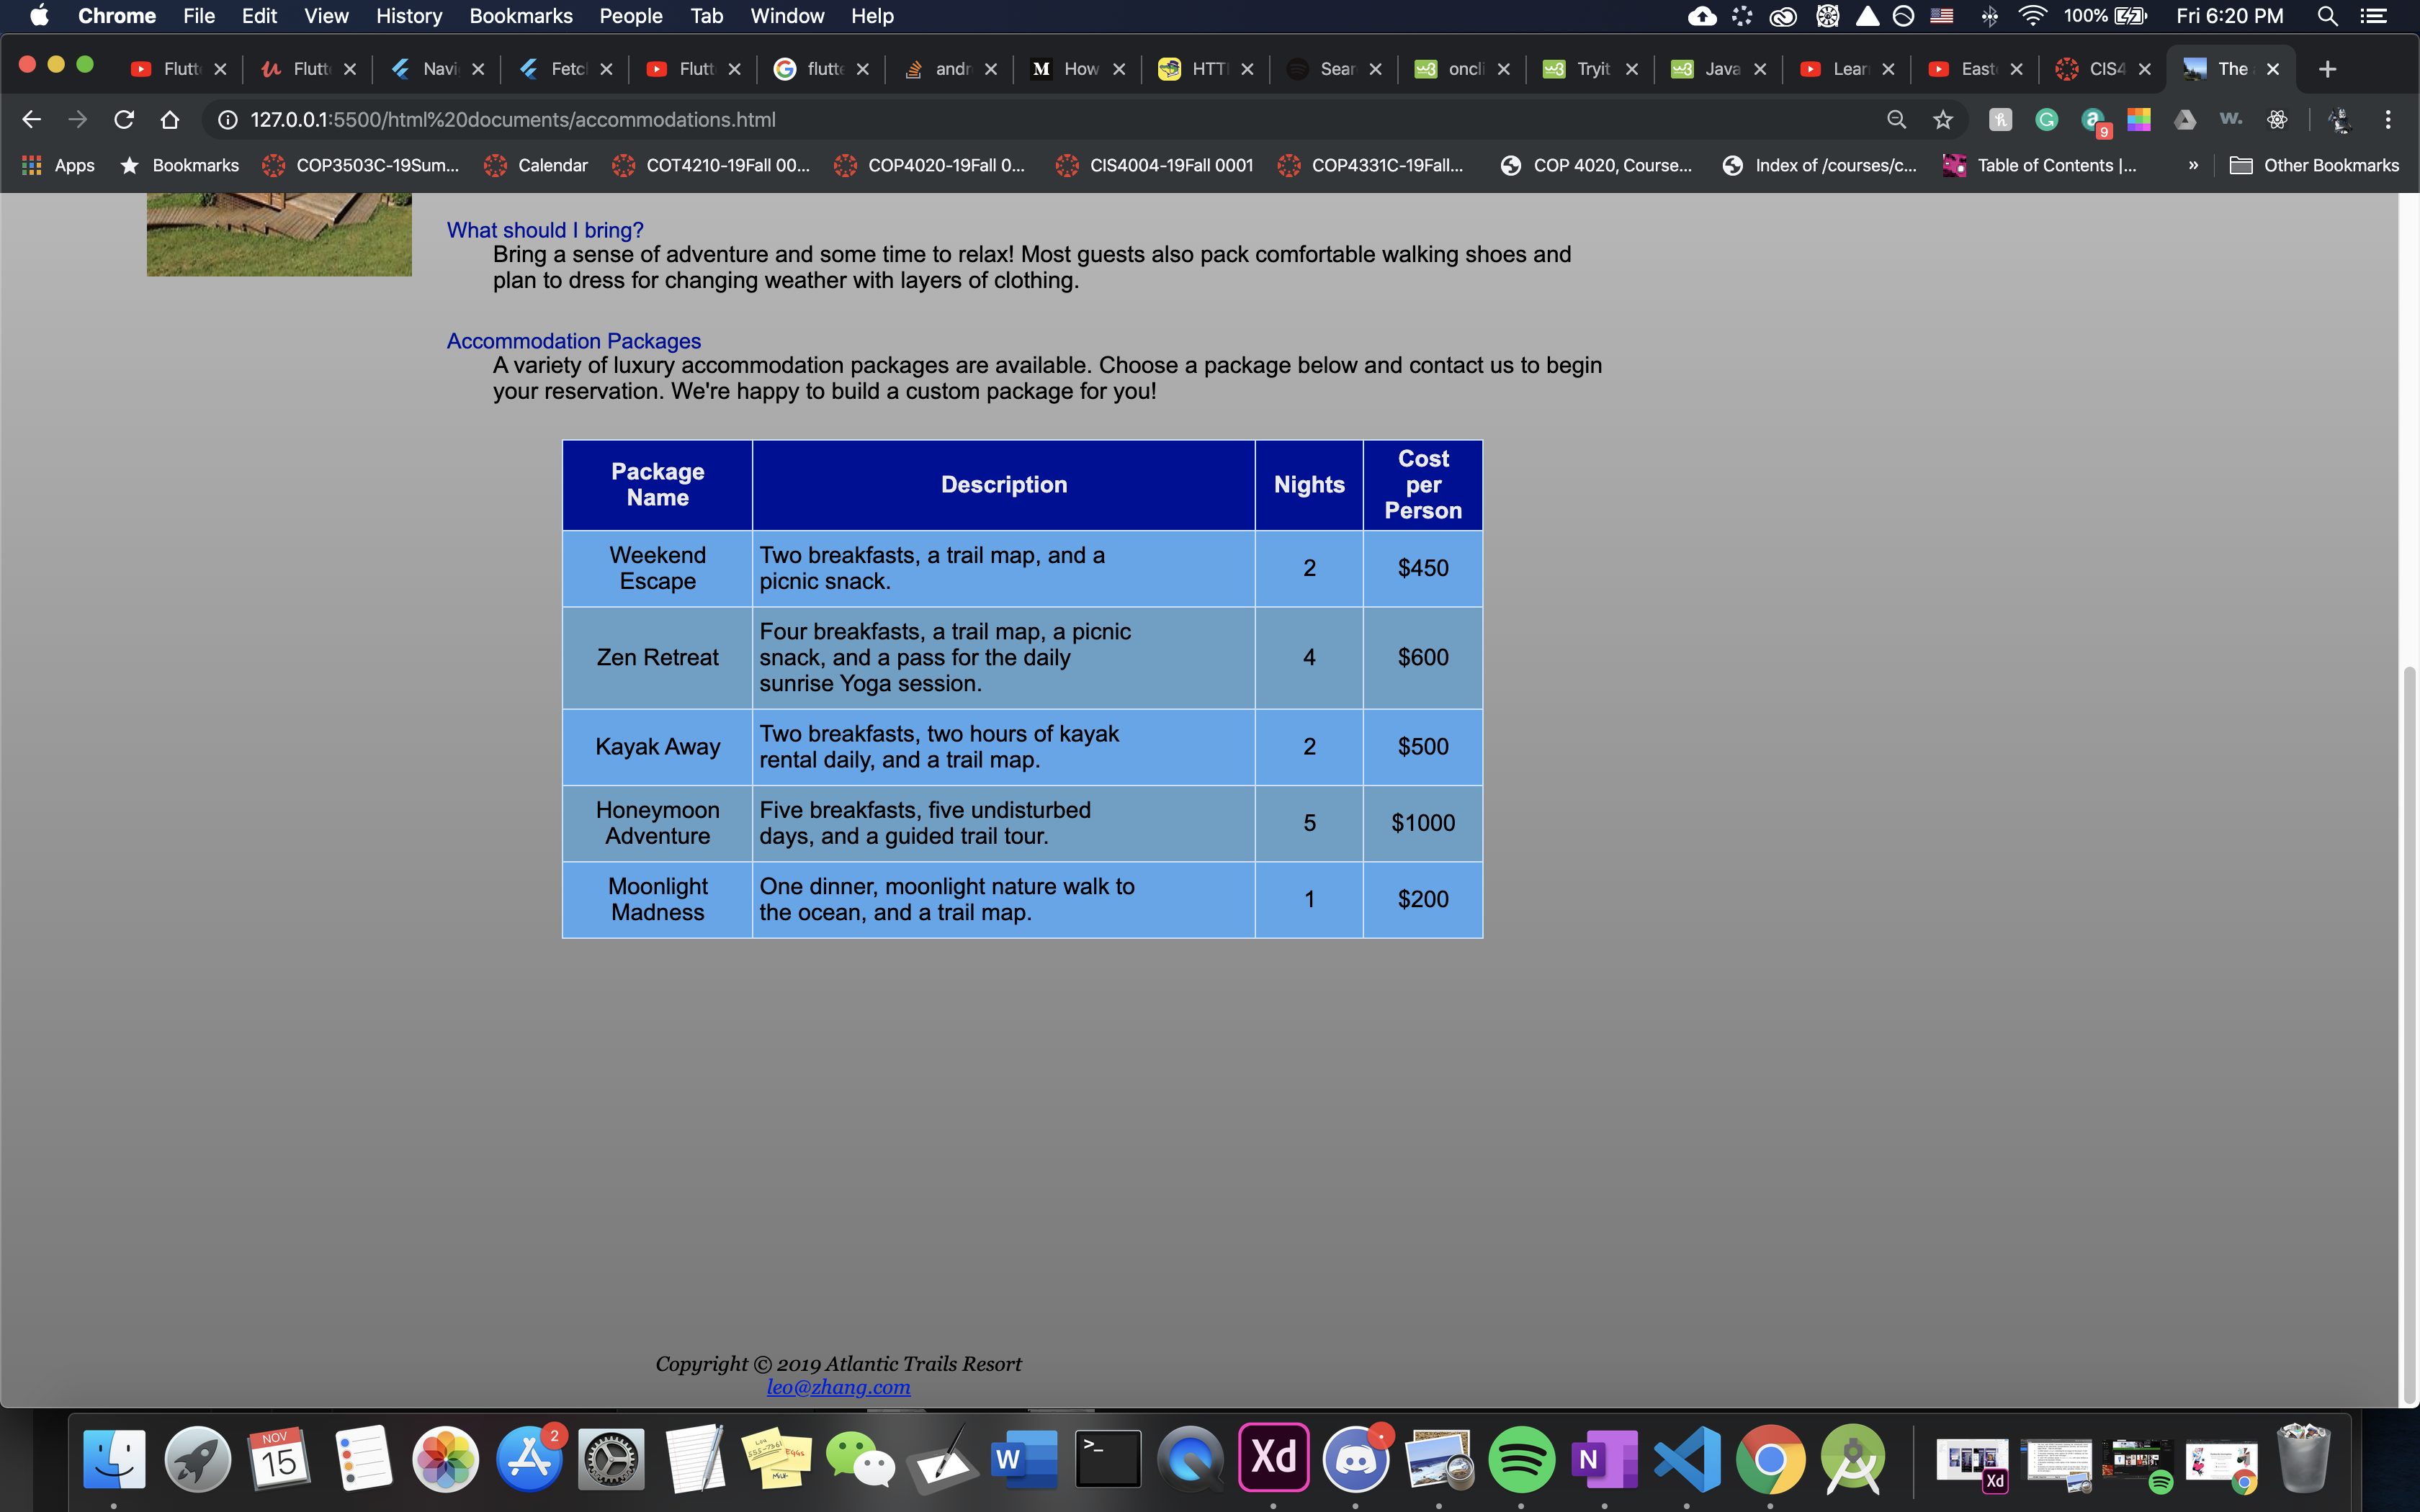 Chrome File Edit View History Bookmarks People Tab Window Help 100% Fri 6:20 PM
Flutt Flutt Navi Fetc Flutt flutte andr How HTTI Sear oncli Tryit Java Lear East CIS4 The
127.0.0.1:5500/html%20documents/accommodations.html 9
Apps Bookmarks COP3503C-19Sum... Calendar COT4210-19Fall 00... COP4020-19Fall 0... CIS4004-19Fall 0001 COP4331C-19Fall... COP 4020, Course... Index of /courses/c... Table of Contents |... » Other Bookmarks
What should I bring?
Bring a sense of adventure and some time to relax! Most guests also pack comfortable walking shoes and
plan to dress for changing weather with layers of clothing.
Accommodation Packages
A variety of luxury accommodation packages are available. Choose a package below and contact us to begin
your reservation. We're happy to build a custom package for you!
Package Name Description Nights Cost per Person
Weekend Escape Two breakfasts, a trail map, and a picnic snack. 2 $450
Zen Retreat Four breakfasts, a trail map, a picnic snack, and a pass for the daily sunrise Yoga session. 4 $600
Kayak Away Two breakfasts, two hours of kayak rental daily, and a trail map. 2 $500
Honeymoon Adventure Five breakfasts, five undisturbed days, and a guided trail tour. 5 $1000
Moonlight Madness One dinner, moonlight nature walk to the ocean, and a trail map. 1 $200
Copyright © 2019 Atlantic Trails Resort
leo@zhang.com
NOV
15
2
W
>_
Xd
N
Xd